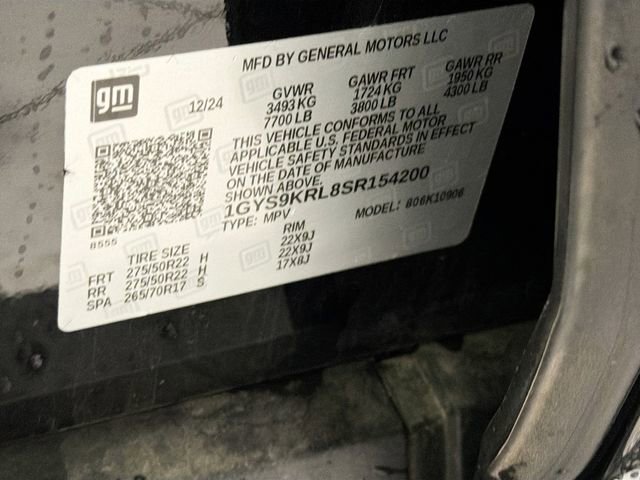 MFD BY GENERAL MOTORS LLC
gm
12/24
GVWR GAWR FRT GAWR RR
3493 KG 1724 KG 1950 KG
7700 LB 3800 LB 4300 LB
THIS VEHICLE CONFORMS TO ALL
APPLICABLE U.S. FEDERAL MOTOR
VEHICLE SAFETY STANDARDS IN EFFECT
ON THE DATE OF MANUFACTURE
SHOWN ABOVE.
1GYS9KRL8SR154200
TYPE: MPV MODEL: 806K10906
8555
TIRE SIZE RIM
FRT 275/50R22 H 22X9J
RR 275/50R22 H 22X9J
SPA 265/70R17 S 17X8J